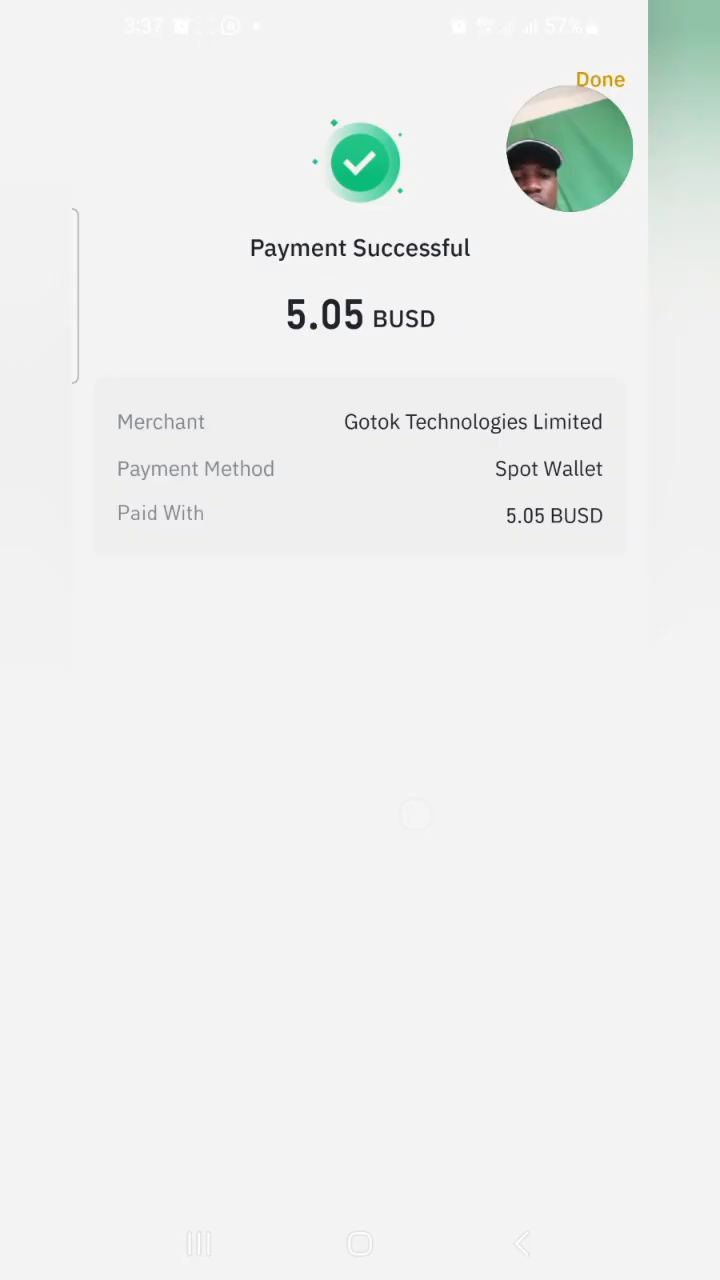 3:37
57%
Done
Payment Successful
5.05 BUSD
Merchant Gotok Technologies Limited
Payment Method Spot Wallet
Paid With 5.05 BUSD